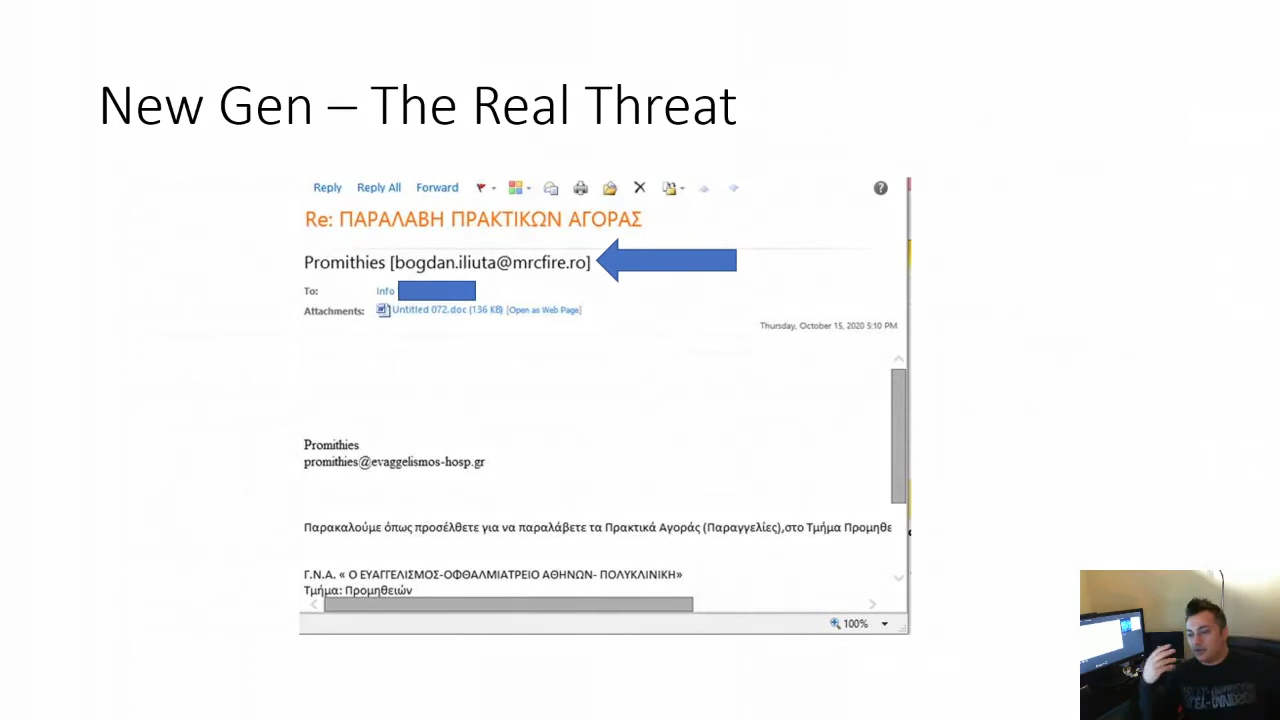 New Gen – The Real Threat
Reply Reply All Forward
Re: ΠΑΡΑΛΑΒΗ ΠΡΑΚΤΙΚΩΝ ΑΓΟΡΑΣ
Promithies [bogdan.iliuta@mrcfire.ro]
To: Info
Attachments: Untitled 072.doc (136 KB) [Open as Web Page]
Thursday, October 15, 2020 5:10 PM
Promithies
promithies@evaggelismos-hosp.gr
Παρακαλούμε όπως προσέλθετε για να παραλάβετε τα Πρακτικά Αγοράς (Παραγγελίες),στο Τμήμα Προμηθε
Γ.Ν.Α. « Ο ΕΥΑΓΓΕΛΙΣΜΟΣ-ΟΦΘΑΛΜΙΑΤΡΕΙΟ ΑΘΗΝΩΝ- ΠΟΛΥΚΛΙΝΙΚΗ»
Τμήμα: Προμηθειών
100%